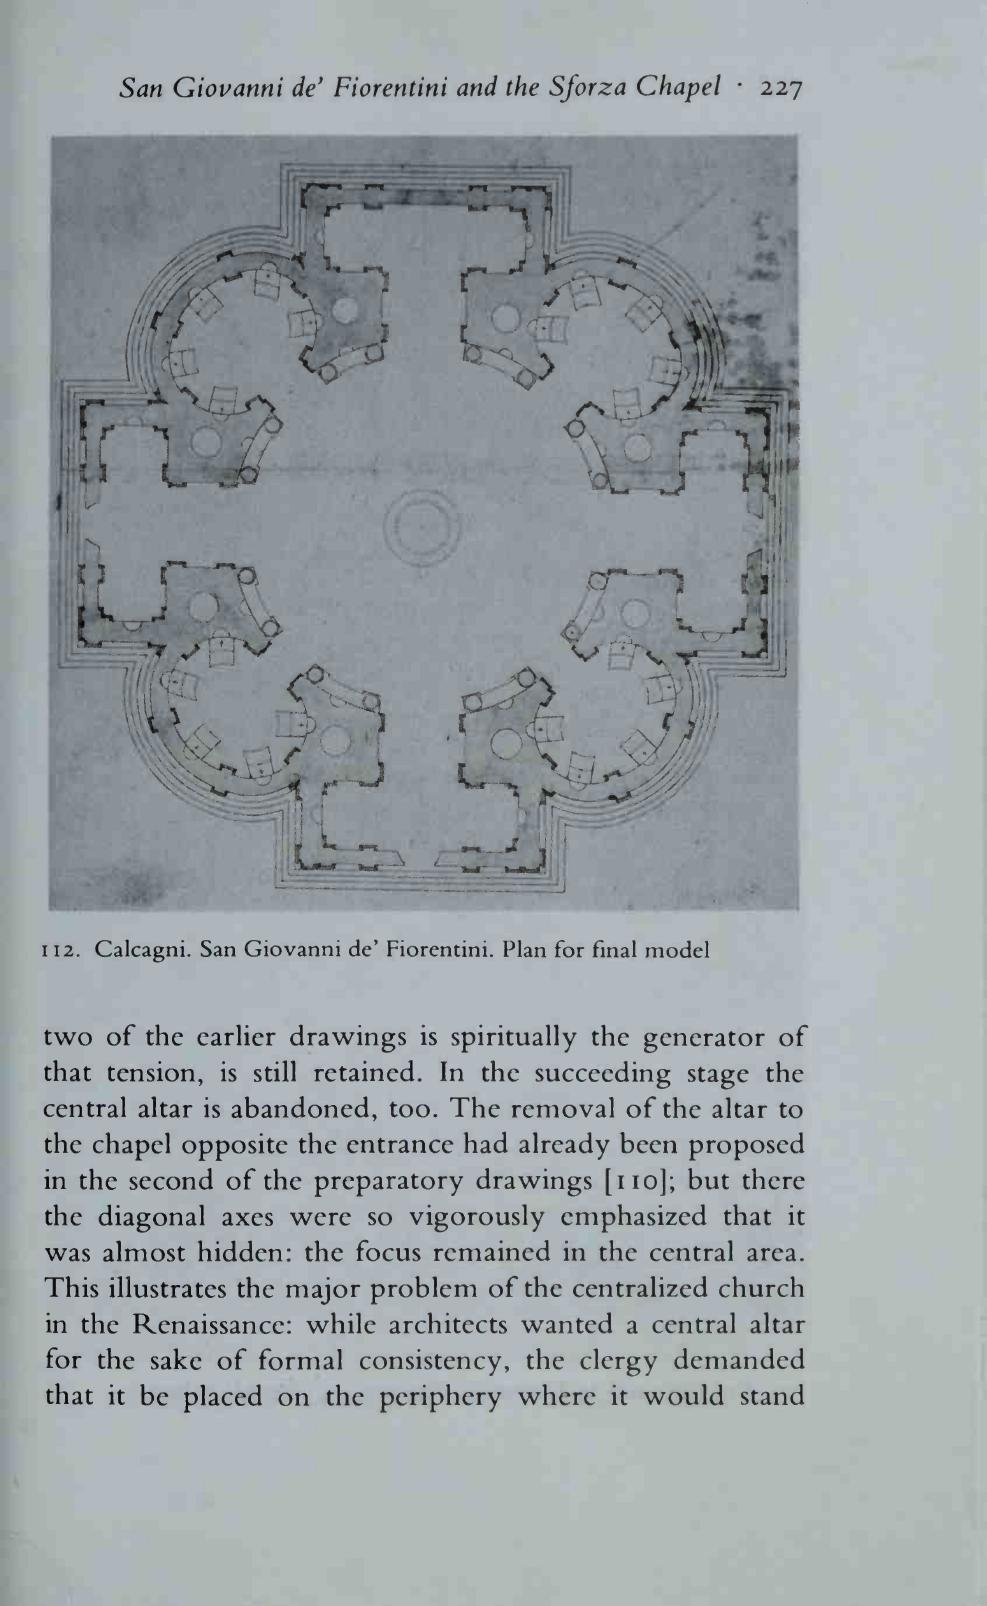 San Giovanni de' Fiorentini and the Sforza Chapel · 227
112. Calcagni. San Giovanni de' Fiorentini. Plan for final model
two of the earlier drawings is spiritually the generator of
that tension, is still retained. In the succeeding stage the
central altar is abandoned, too. The removal of the altar to
the chapel opposite the entrance had already been proposed
in the second of the preparatory drawings [110]; but there
the diagonal axes were so vigorously emphasized that it
was almost hidden: the focus remained in the central area.
This illustrates the major problem of the centralized church
in the Renaissance: while architects wanted a central altar
for the sake of formal consistency, the clergy demanded
that it be placed on the periphery where it would stand